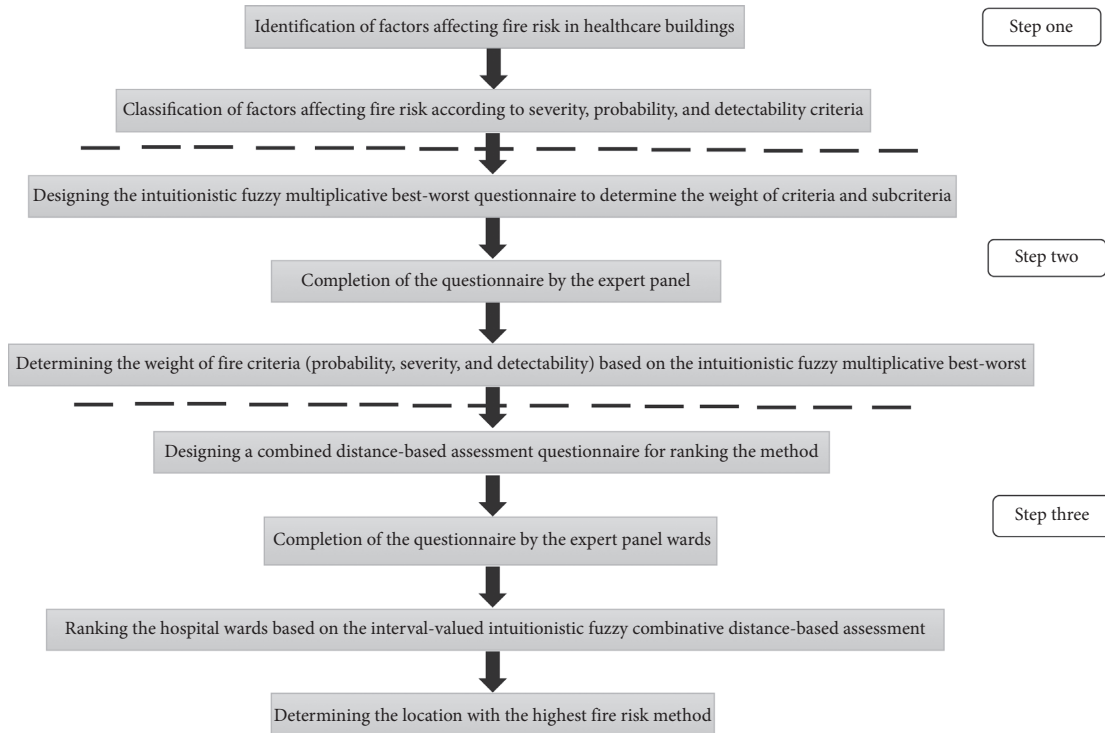 Identification of factors affecting fire risk in healthcare buildings
Step one
Classification of factors affecting fire risk according to severity, probability, and detectability criteria
Designing the intuitionistic fuzzy multiplicative best-worst questionnaire to determine the weight of criteria and subcriteria
Step two
Completion of the questionnaire by the expert panel
Determining the weight of fire criteria (probability, severity, and detectability) based on the intuitionistic fuzzy multiplicative best-worst
Designing a combined distance-based assessment questionnaire for ranking the method
Step three
Completion of the questionnaire by the expert panel wards
Ranking the hospital wards based on the interval-valued intuitionistic fuzzy combinative distance-based assessment
Determining the location with the highest fire risk method